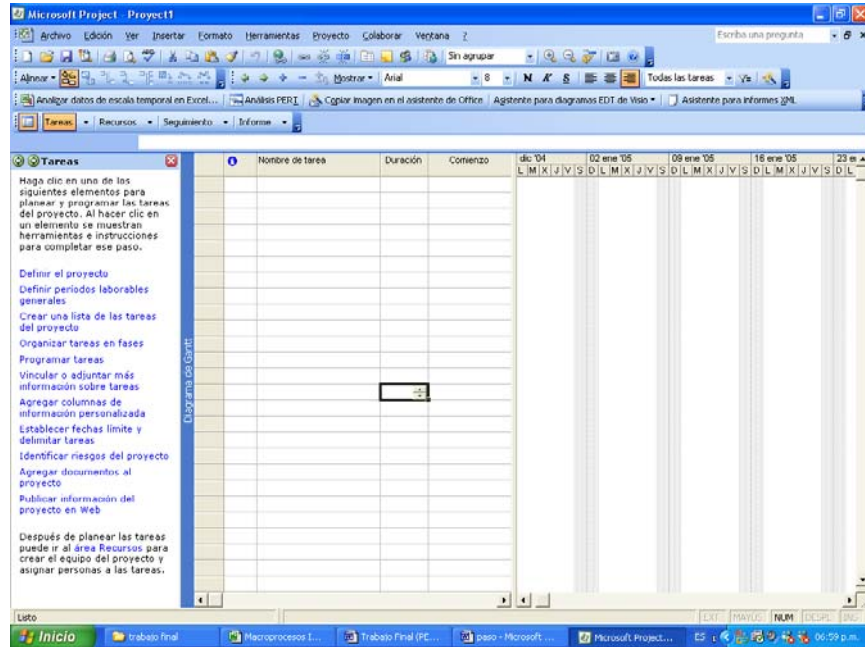 Microsoft Project - Proyect1
Archivo Edición Ver Insertar Formato Herramientas Proyecto Colaborar Ventana ? Escriba una pregunta
Sin agrupar
Alinear Mostrar Arial 8 N K S Todas las tareas
Analizar datos de escala temporal en Excel... Análisis PERT Copiar imagen en el asistente de Office Asistente para diagramas EDT de Visio Asistente para informes XML
Tareas Recursos Seguimiento Informe
Tareas
Nombre de tarea Duración Comienzo
dic '04 02 ene '05 09 ene '05 16 ene '05 23 e
L M X J V S D L M X J V S D L M X J V S D L M X J V S D L
Haga clic en uno de los
siguientes elementos para
planear y programar las tareas
del proyecto. Al hacer clic en
un elemento se muestran
herramientas e instrucciones
para completar ese paso.
Definir el proyecto
Definir períodos laborables
generales
Crear una lista de las tareas
del proyecto
Organizar tareas en fases
Programar tareas
Vincular o adjuntar más
información sobre tareas
Agregar columnas de
información personalizada
Establecer fechas límite y
delimitar tareas
Identificar riesgos del proyecto
Agregar documentos al
proyecto
Publicar información del
proyecto en Web
Después de planear las tareas
puede ir al área Recursos para
crear el equipo del proyecto y
asignar personas a las tareas.
Diagrama de Gantt
Listo EXT MAYÚS NUM DESPL INS
Inicio trabajo final Macroprocesos I... Trabajo Final (PE... paso - Microsoft ... Microsoft Project... ES 06:59 p.m.